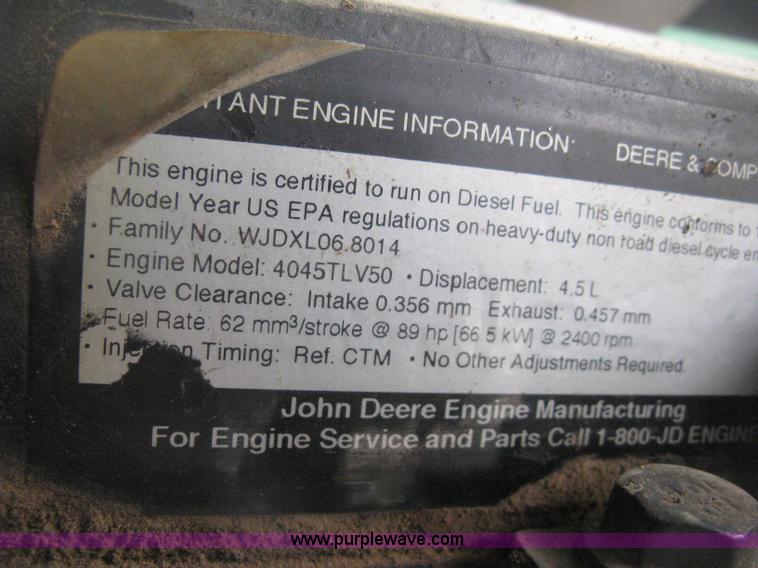 TANT ENGINE INFORMATION DEERE & COMP
This engine is certified to run on Diesel Fuel. This engine conforms to
Model Year US EPA regulations on heavy-duty non road diesel cycle en
• Family No. WJDXL06.8014
• Engine Model: 4045TLV50 • Displacement: 4.5 L
• Valve Clearance: Intake 0.356 mm Exhaust: 0.457 mm
Fuel Rate: 62 mm³/stroke @ 89 hp [66.5 kW] @ 2400 rpm
• Injection Timing: Ref. CTM • No Other Adjustments Required.
John Deere Engine Manufacturing
For Engine Service and Parts Call 1-800-JD ENGINE
www.purplewave.com